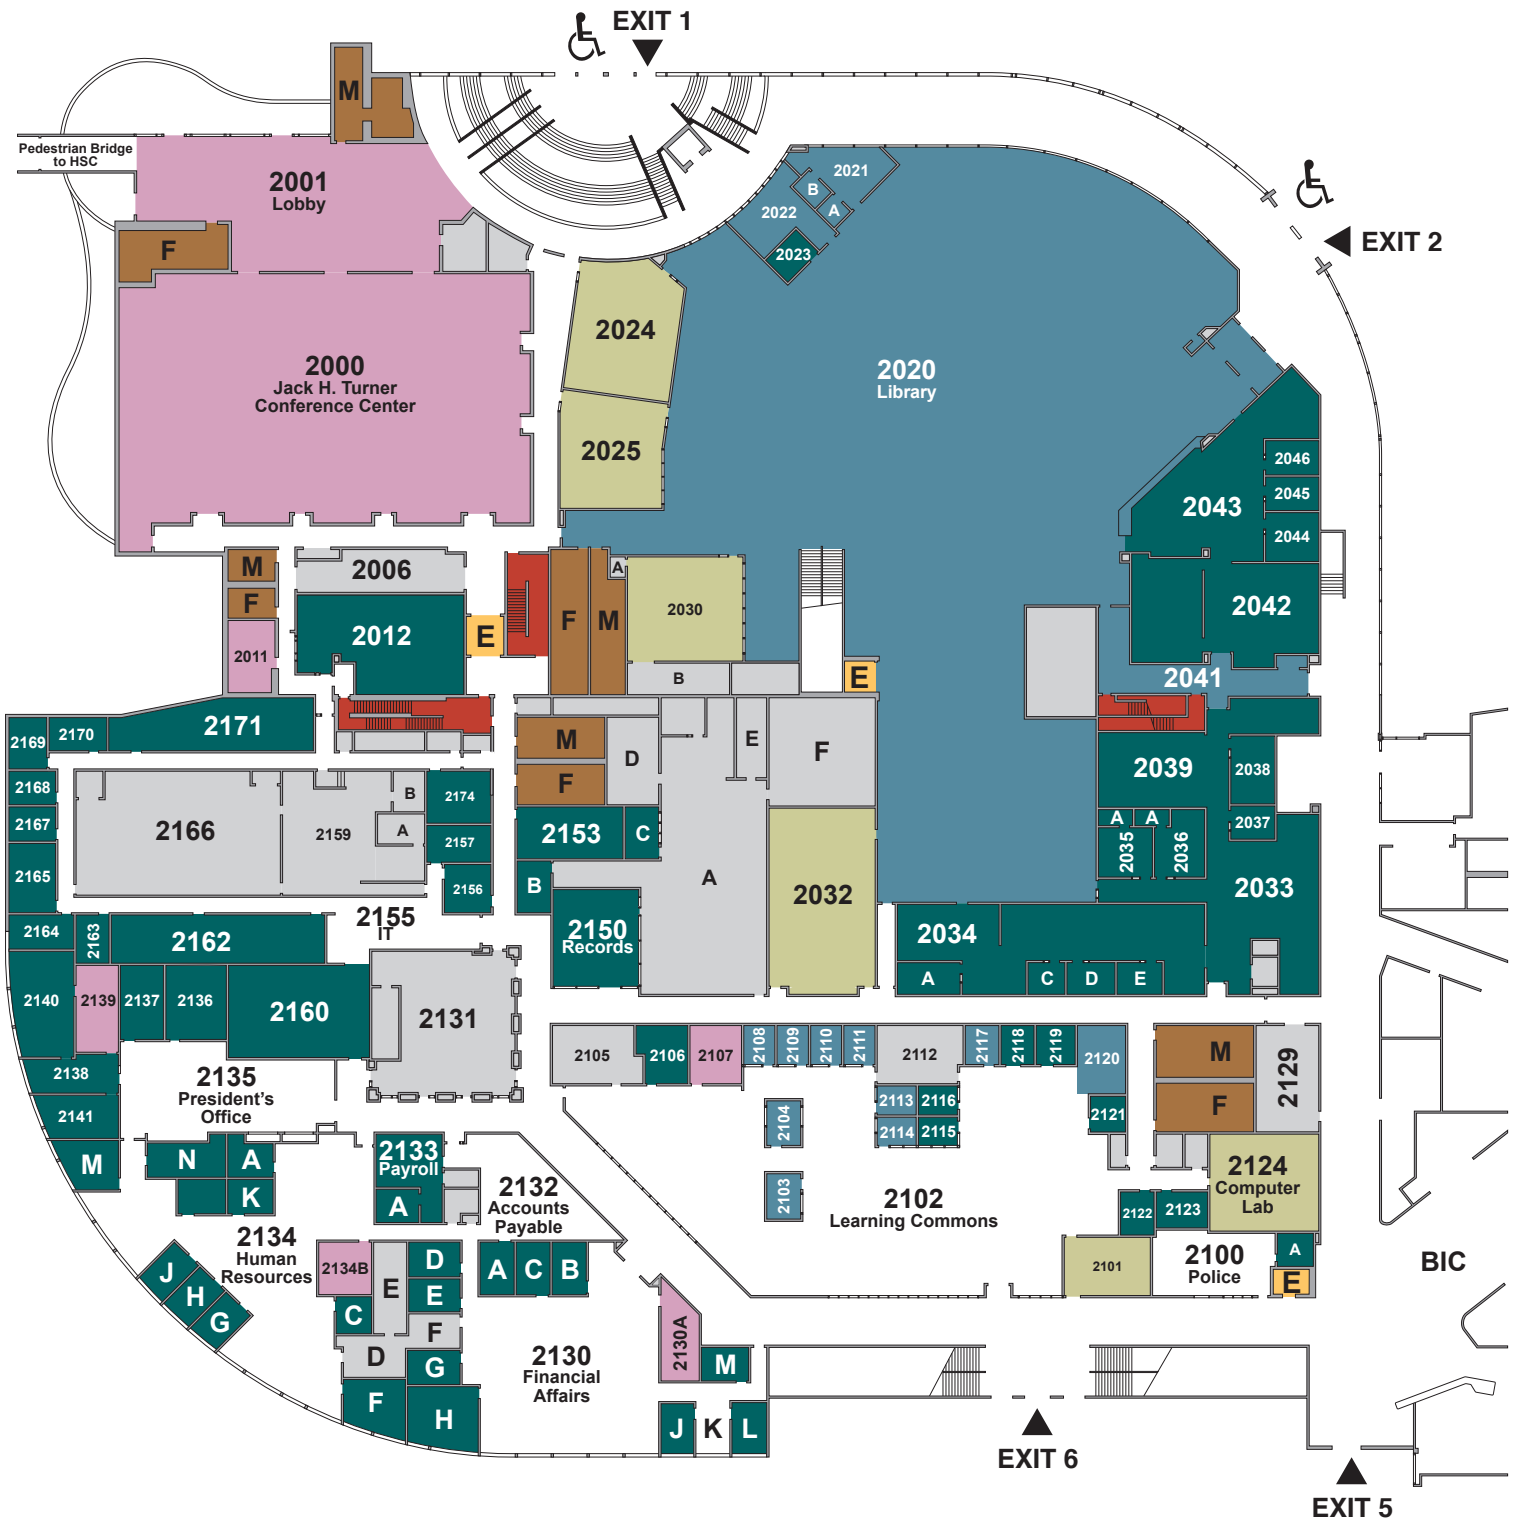 EXIT 1
M
Pedestrian Bridge
to HSC
2001
Lobby
F
2021
B
A
2022
2023
EXIT 2
2024
2000
Jack H. Turner
Conference Center
2020
Library
2025
2046
2045
2043
2044
M
2006
A
F
2030
F
M
2012
E
2042
2011
B
E
2041
2171
2169
2170
M
D
E
F
2039
2038
F
2168
B
2174
2166
2159
A
2167
2157
2153
C
A
A
2037
2035
2036
2165
2156
B
A
2032
2033
2155
IT
2164
2163
2162
2150
Records
2034
A
C
D
E
2140
2139
2137
2136
2160
2131
2105
2106
2107
2108
2109
2110
2111
2112
2117
2118
2119
2120
M
2129
2138
2135
President's
Office
2113
2116
F
2141
2104
2114
2115
2121
M
N
A
2133
Payroll
2124
Computer
Lab
K
A
2132
Accounts
Payable
2103
2102
Learning Commons
2122
2123
2134
Human
Resources
J
H
G
2134B
E
D
A
C
B
2101
2100
Police
A
E
BIC
C
E
F
D
2130
Financial
Affairs
2130A
G
M
F
H
J
K
L
EXIT 6
EXIT 5